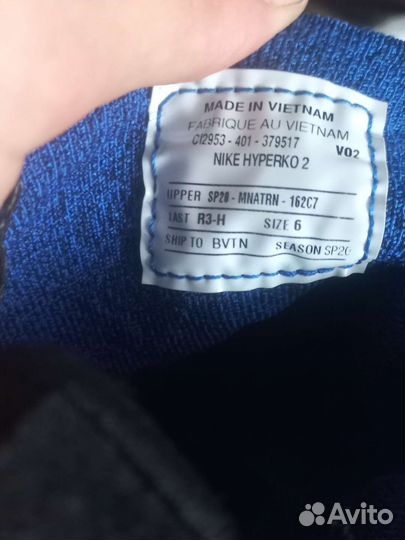 MADE IN VIETNAM
FABRIQUE AU VIETNAM
CI2953 - 401 - 379517 V02
NIKE HYPERKO 2
UPPER SP20 - MNATRN - 162C7
LAST R3-H SIZE 6
SHIP TO BVTN SEASON SP20
Avito